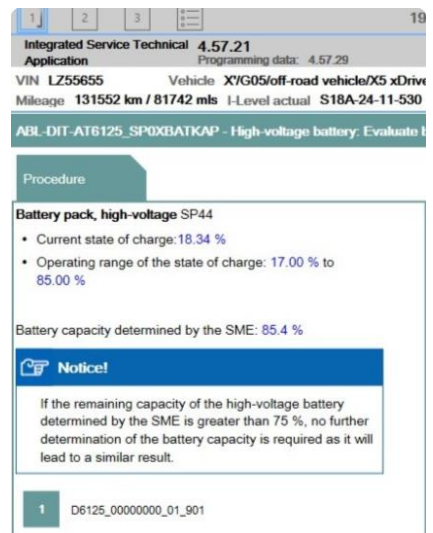 1 2 3 19
Integrated Service Technical 4.57.21
Application Programming data: 4.57.29
VIN LZ55655 Vehicle X'/G05/off-road vehicle/X5 xDrive
Mileage 131552 km / 81742 mls I-Level actual S18A-24-11-530
ABL-DIT-AT6125_SP0XBATKAP - High-voltage battery: Evaluate
Procedure
Battery pack, high-voltage SP44
• Current state of charge:18.34 %
• Operating range of the state of charge: 17.00 % to
85.00 %
Battery capacity determined by the SME: 85.4 %
Notice!
If the remaining capacity of the high-voltage battery
determined by the SME is greater than 75 %, no further
determination of the battery capacity is required as it will
lead to a similar result.
1 D6125_00000000_01_901